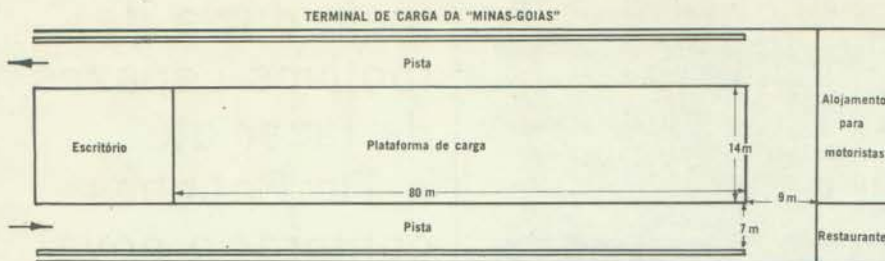 TERMINAL DE CARGA DA "MINAS-GOIAS"
Pista
Escritório
Plataforma de carga
14 m
Alojamento
para
motoristas
80 m
9 m
Pista
7 m
Restaurante